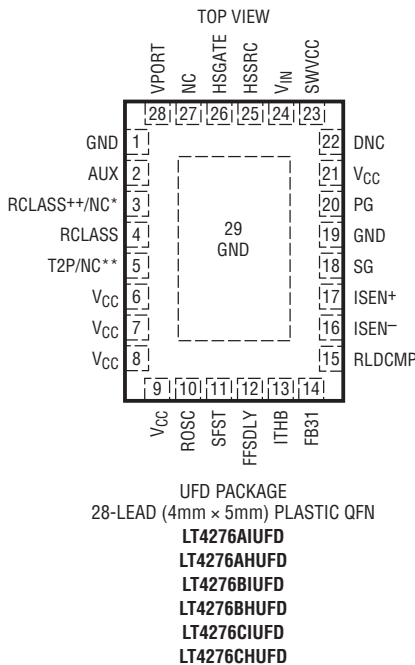 TOP VIEW
VPORT
NC
HSGATE
HSSRC
VIN
SWVCC
28 27 26 25 24 23
GND 1
AUX 2
RCLASS++/NC* 3
RCLASS 4
T2P/NC** 5
VCC 6
VCC 7
VCC 8
22 DNC
21 VCC
20 PG
19 GND
18 SG
17 ISEN+
16 ISEN–
15 RLDCMP
29
GND
9 10 11 12 13 14
VCC
ROSC
SFST
FFSDLY
ITHB
FB31
UFD PACKAGE
28-LEAD (4mm × 5mm) PLASTIC QFN
LT4276AIUFD
LT4276AHUFD
LT4276BIUFD
LT4276BHUFD
LT4276CIUFD
LT4276CHUFD